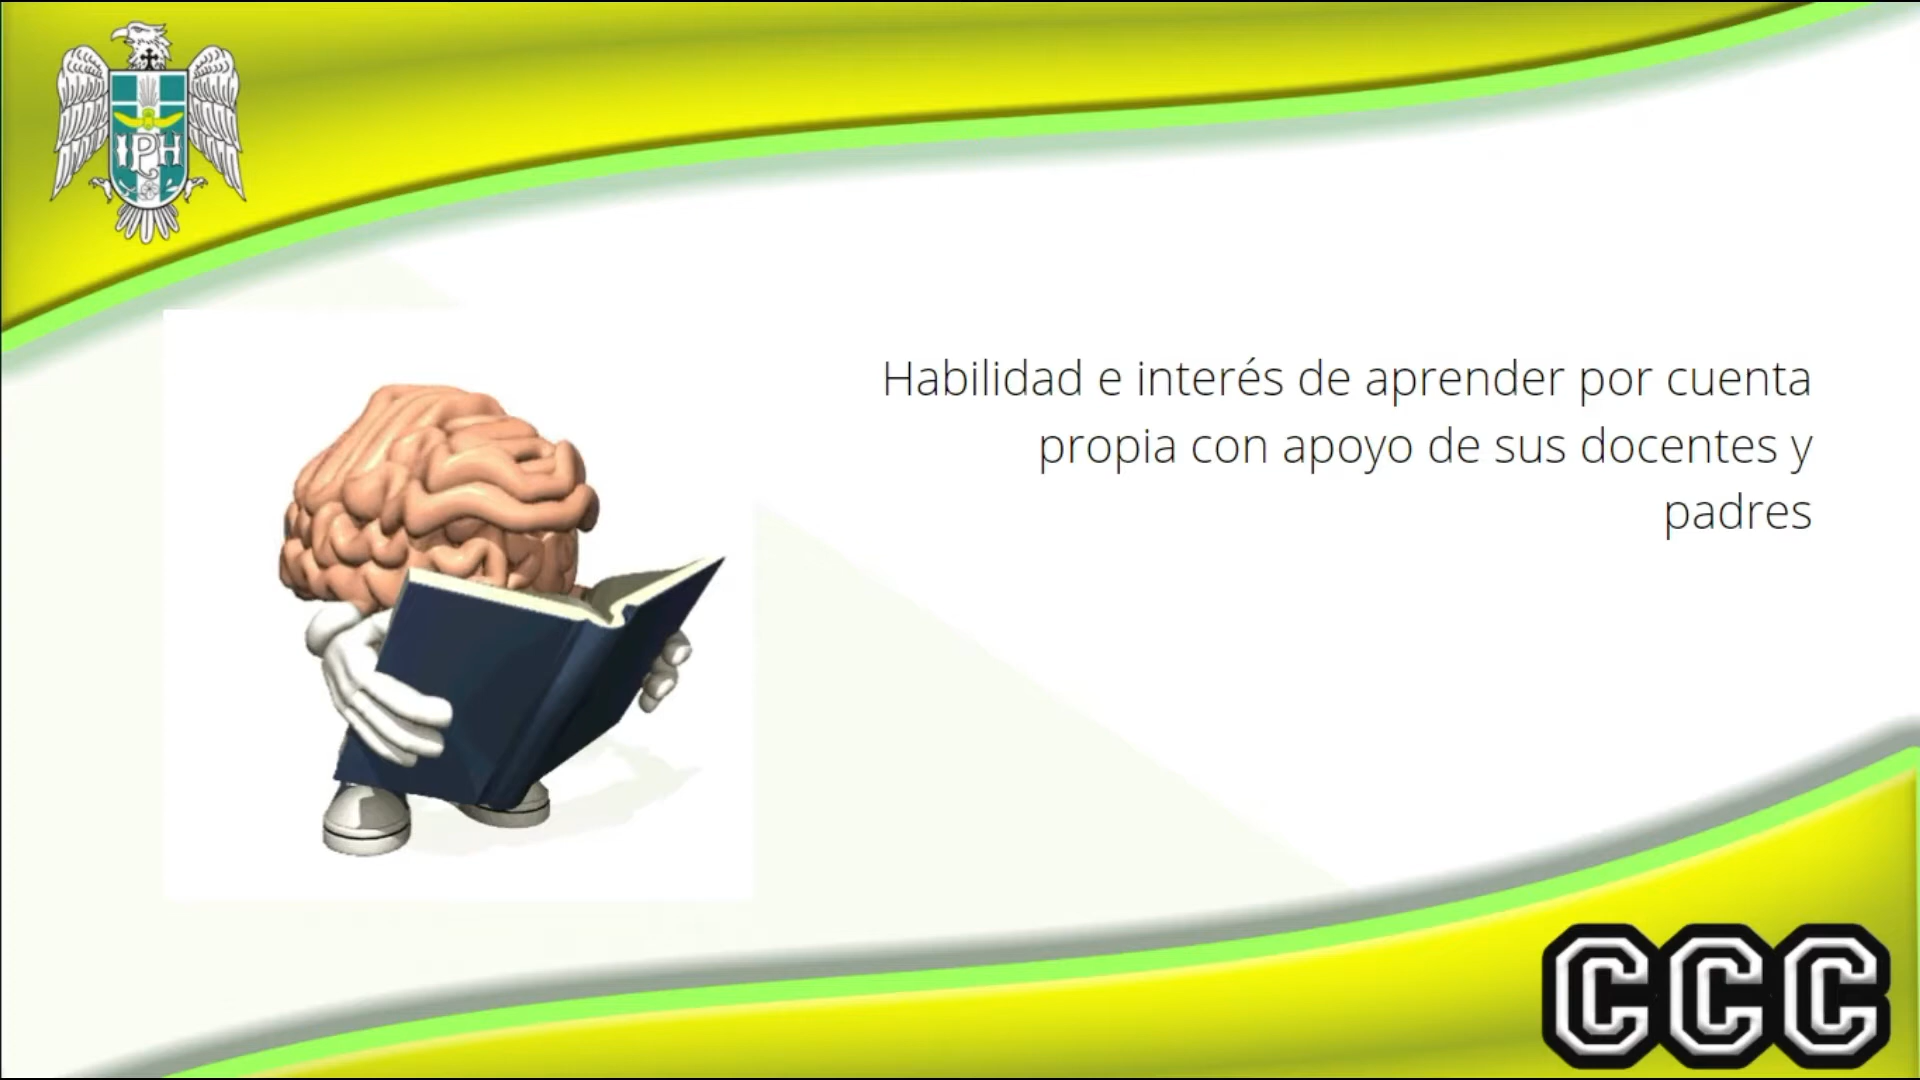 IPH
Habilidad e interés de aprender por cuenta
propia con apoyo de sus docentes y
padres
CCC